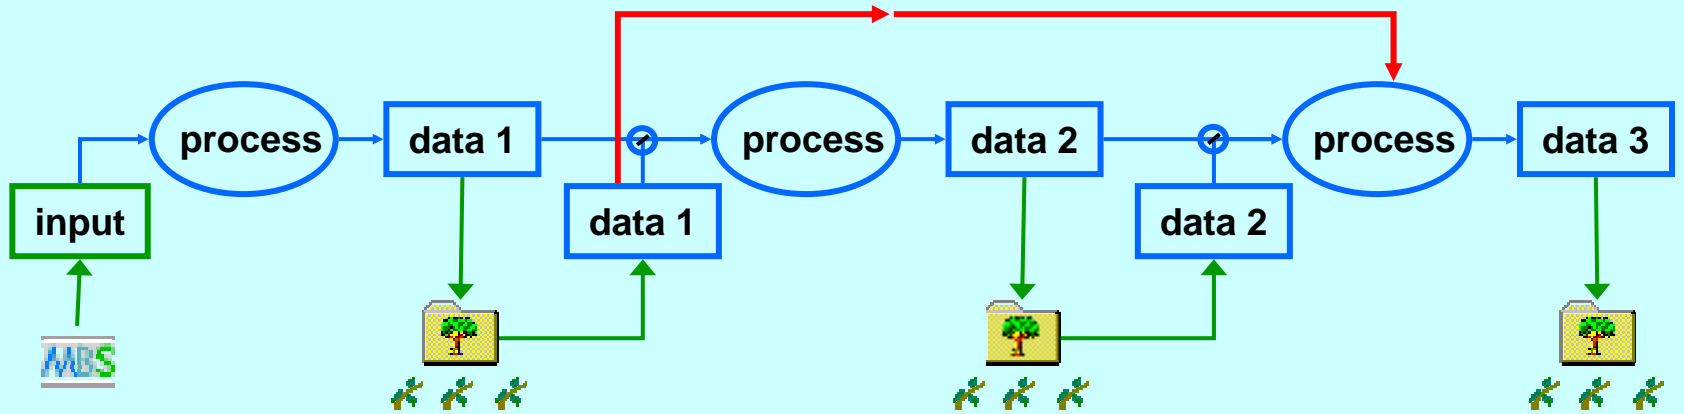 process
data 1
process
data 2
process
data 3
input
data 1
data 2
MBS